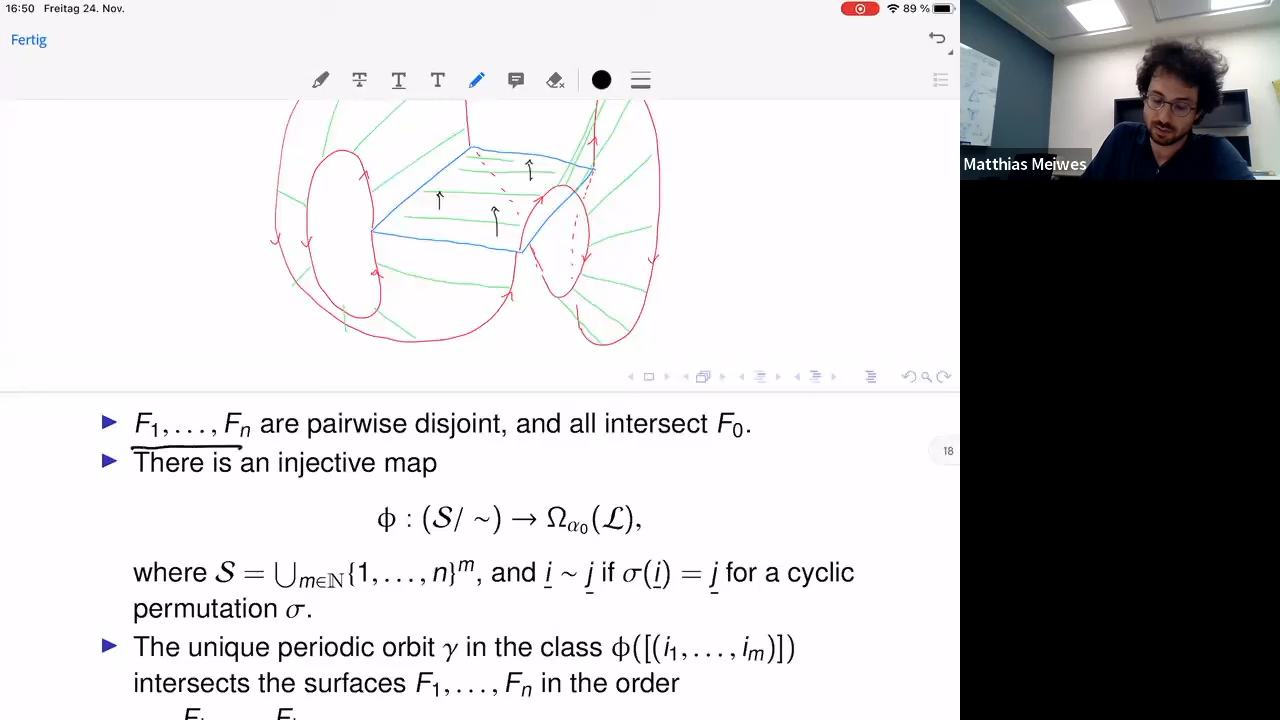 16:50 Freitag 24. Nov.
89 %
Fertig
T T T
Matthias Meiwes
▶ F₁, . . . , Fₙ are pairwise disjoint, and all intersect F₀.
18
▶ There is an injective map
ϕ : (𝒮/ ∼) → Ω_{α₀}(ℒ),
where 𝒮 = ⋃_{m∈ℕ}{1, . . . , n}^m, and i ∼ j if σ(i) = j for a cyclic
permutation σ.
▶ The unique periodic orbit γ in the class ϕ([(i₁, . . . , i_m)])
intersects the surfaces F₁, . . . , Fₙ in the order